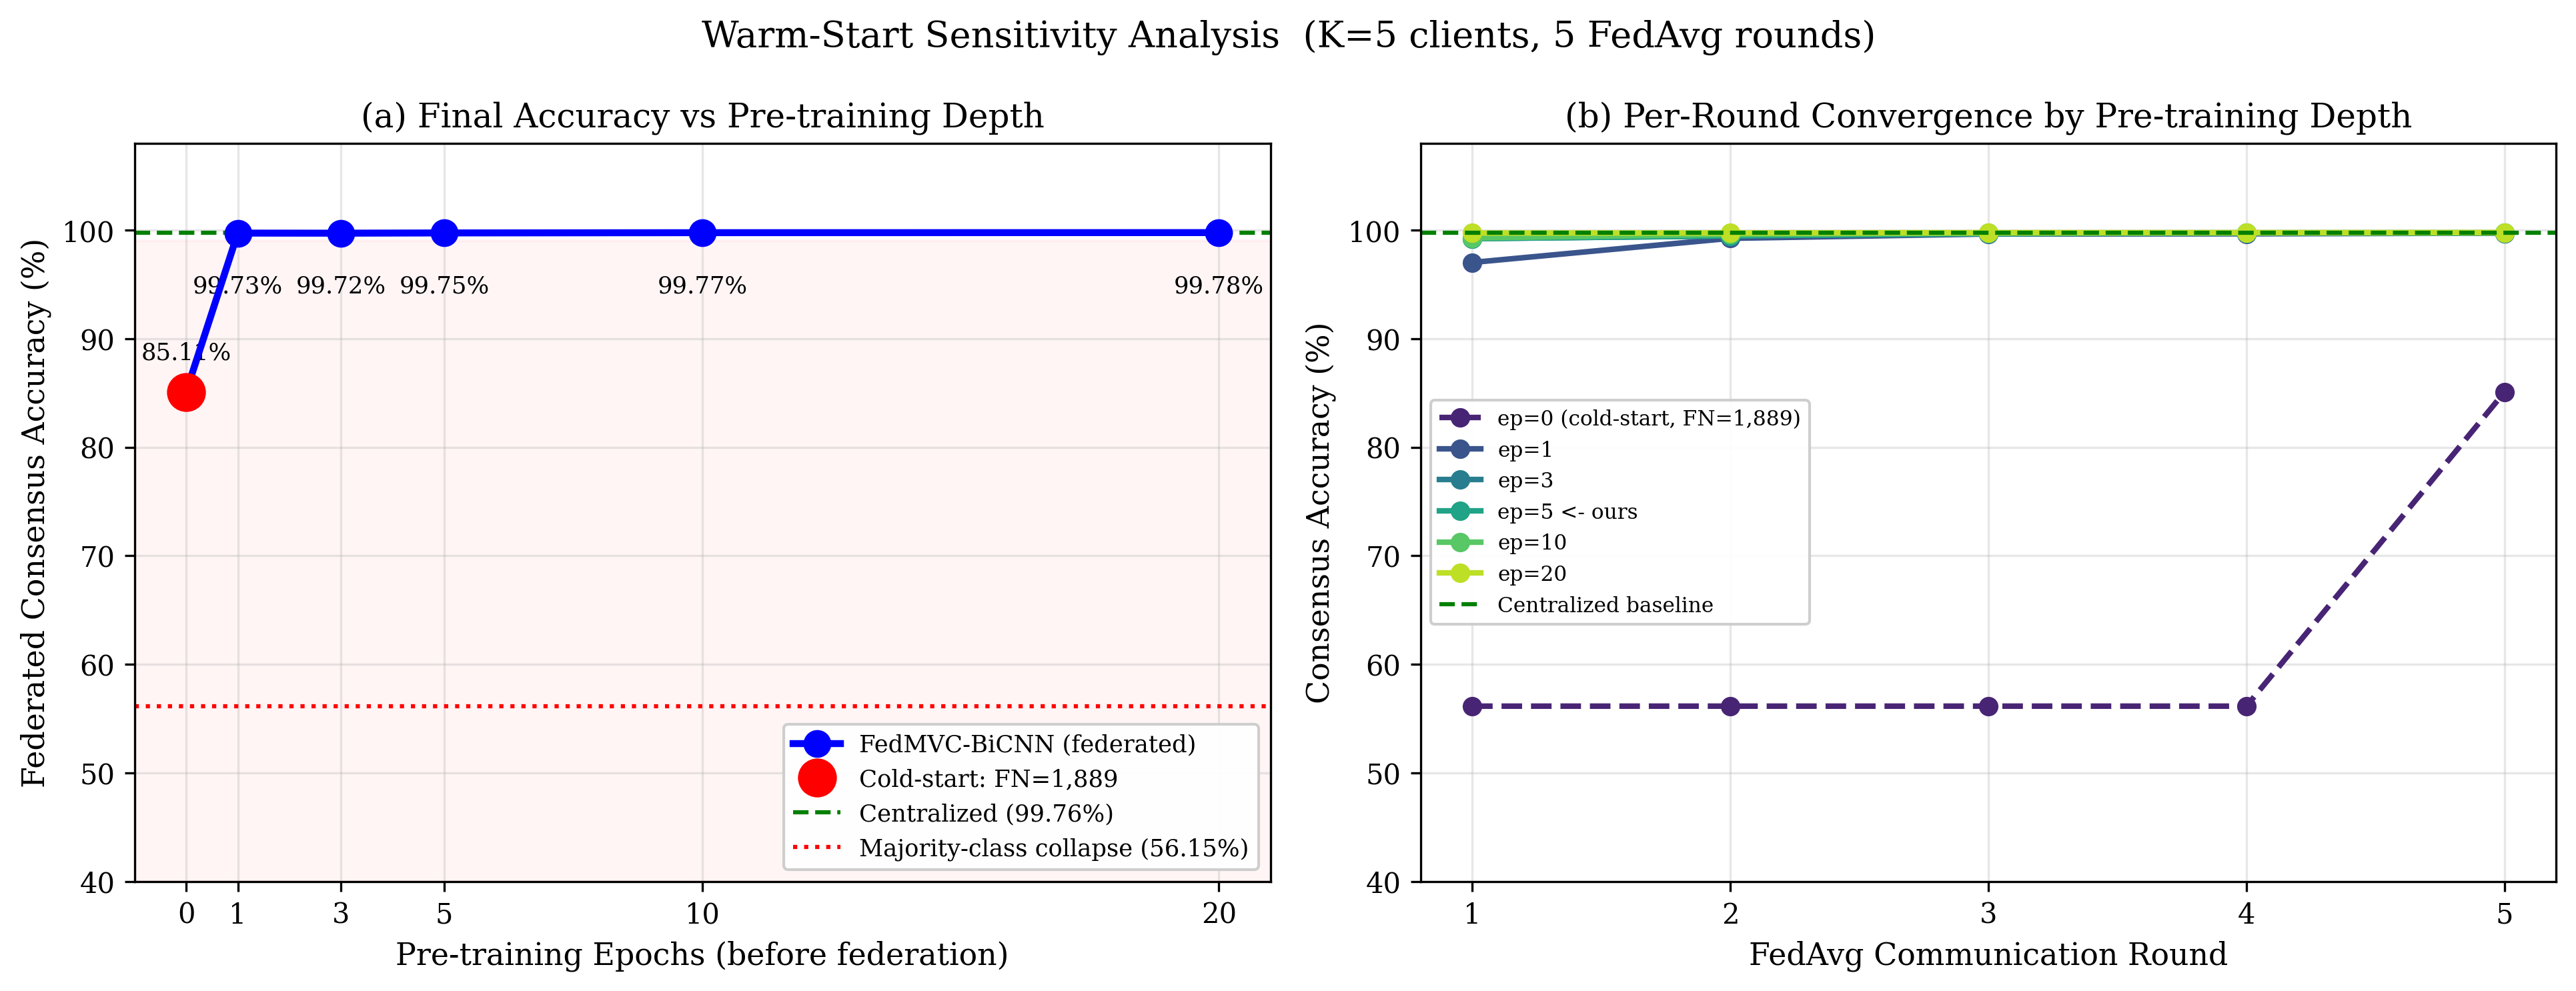 Warm-Start Sensitivity Analysis (K=5 clients, 5 FedAvg rounds)
(a) Final Accuracy vs Pre-training Depth
Federated Consensus Accuracy (%)
100
90
80
70
60
50
40
99.73%
99.72%
99.75%
99.77%
99.78%
85.11%
FedMVC-BiCNN (federated)
Cold-start: FN=1,889
Centralized (99.76%)
Majority-class collapse (56.15%)
0
1
3
5
10
20
Pre-training Epochs (before federation)
(b) Per-Round Convergence by Pre-training Depth
Consensus Accuracy (%)
100
90
80
70
60
50
40
ep=0 (cold-start, FN=1,889)
ep=1
ep=3
ep=5 <- ours
ep=10
ep=20
Centralized baseline
1
2
3
4
5
FedAvg Communication Round